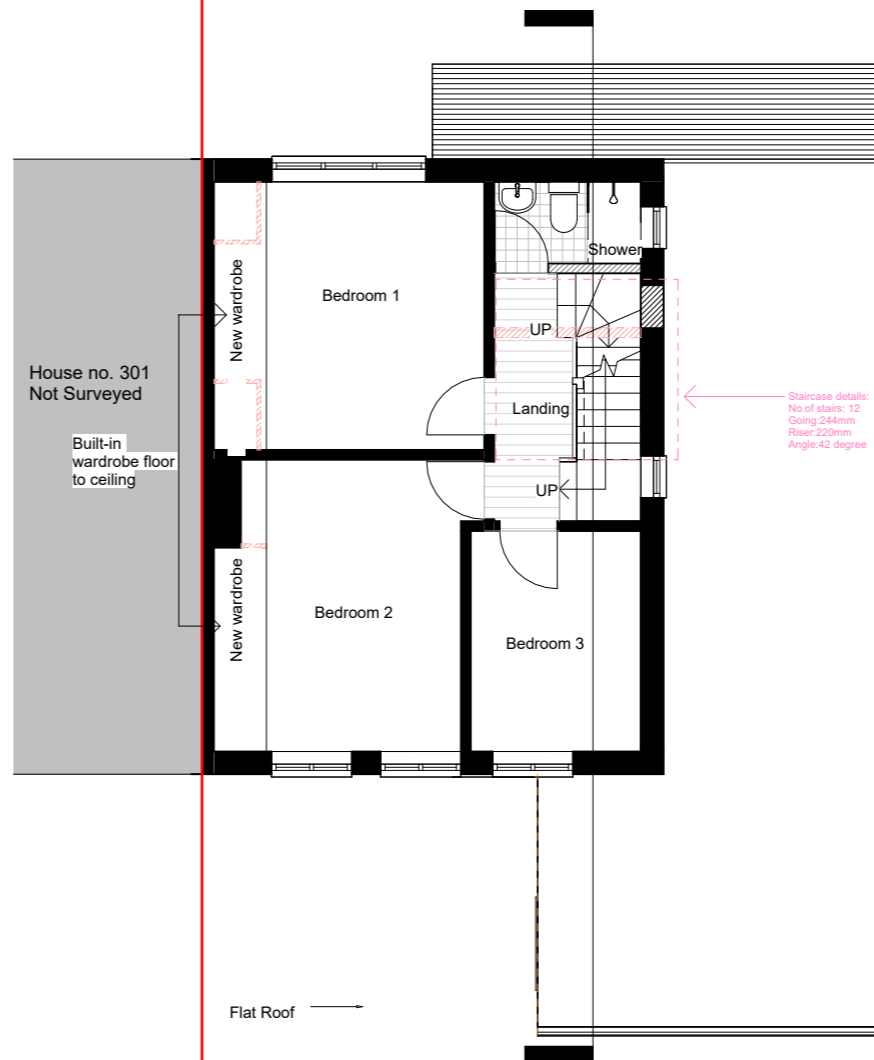 Shower
Bedroom 1
New wardrobe
UP
House no. 301
Not Surveyed
Landing
Staircase details:
No.of stairs: 12
Going:244mm
Riser:220mm
Angle:42 degree
Built-in
wardrobe floor
to ceiling
UP
New wardrobe
Bedroom 2
Bedroom 3
Flat Roof